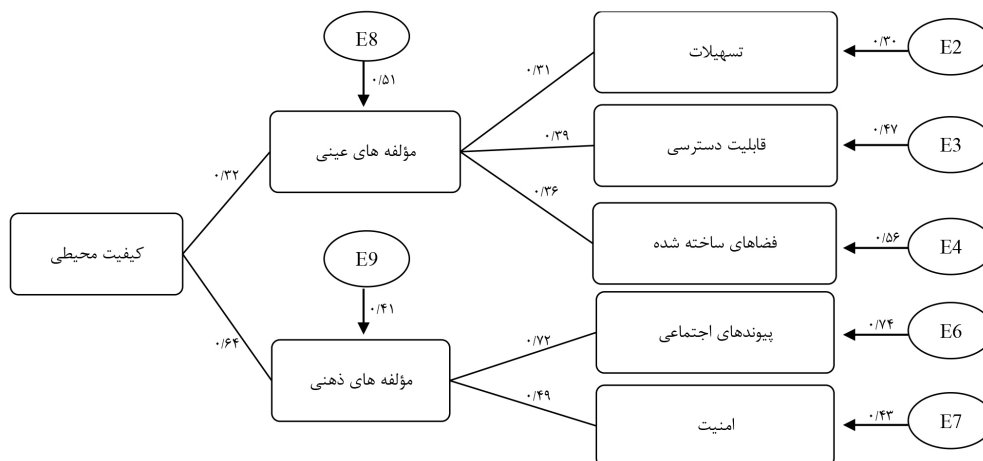 E8
۰/۵۱
تسهیلات
۰/۳۰
E2
۰/۳۱
مؤلفه های عینی
۰/۳۹
قابلیت دسترسی
۰/۴۷
E3
۰/۳۲
۰/۳۶
فضاهای ساخته شده
۰/۵۶
E4
کیفیت محیطی
E9
۰/۴۱
۰/۶۴
مؤلفه های ذهنی
۰/۷۲
پیوندهای اجتماعی
۰/۷۴
E6
۰/۴۹
امنیت
۰/۴۳
E7